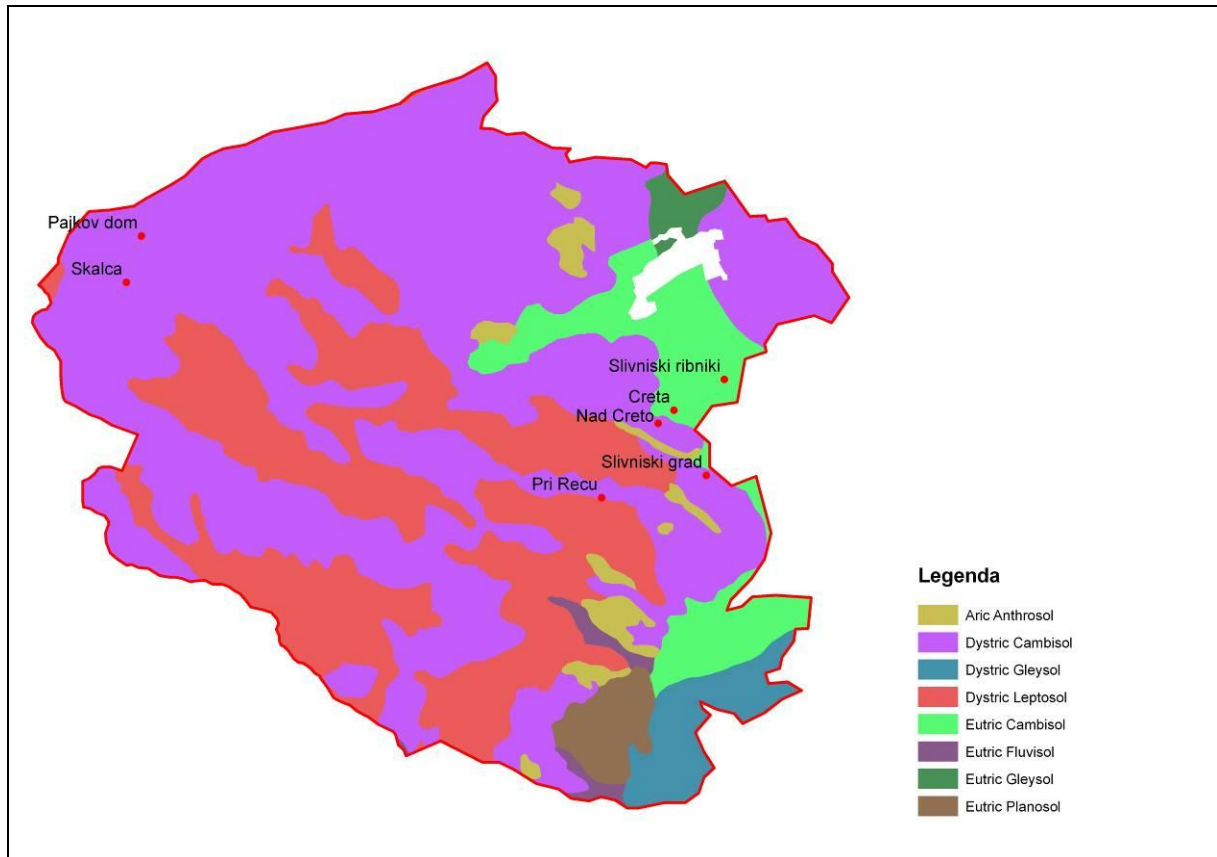 Pajkov dom
Skalca
Slivniski ribniki
Creta
Nad Creto
Slivniski grad
Pri Recu
Legenda
Aric Anthrosol
Dystric Cambisol
Dystric Gleysol
Dystric Leptosol
Eutric Cambisol
Eutric Fluvisol
Eutric Gleysol
Eutric Planosol